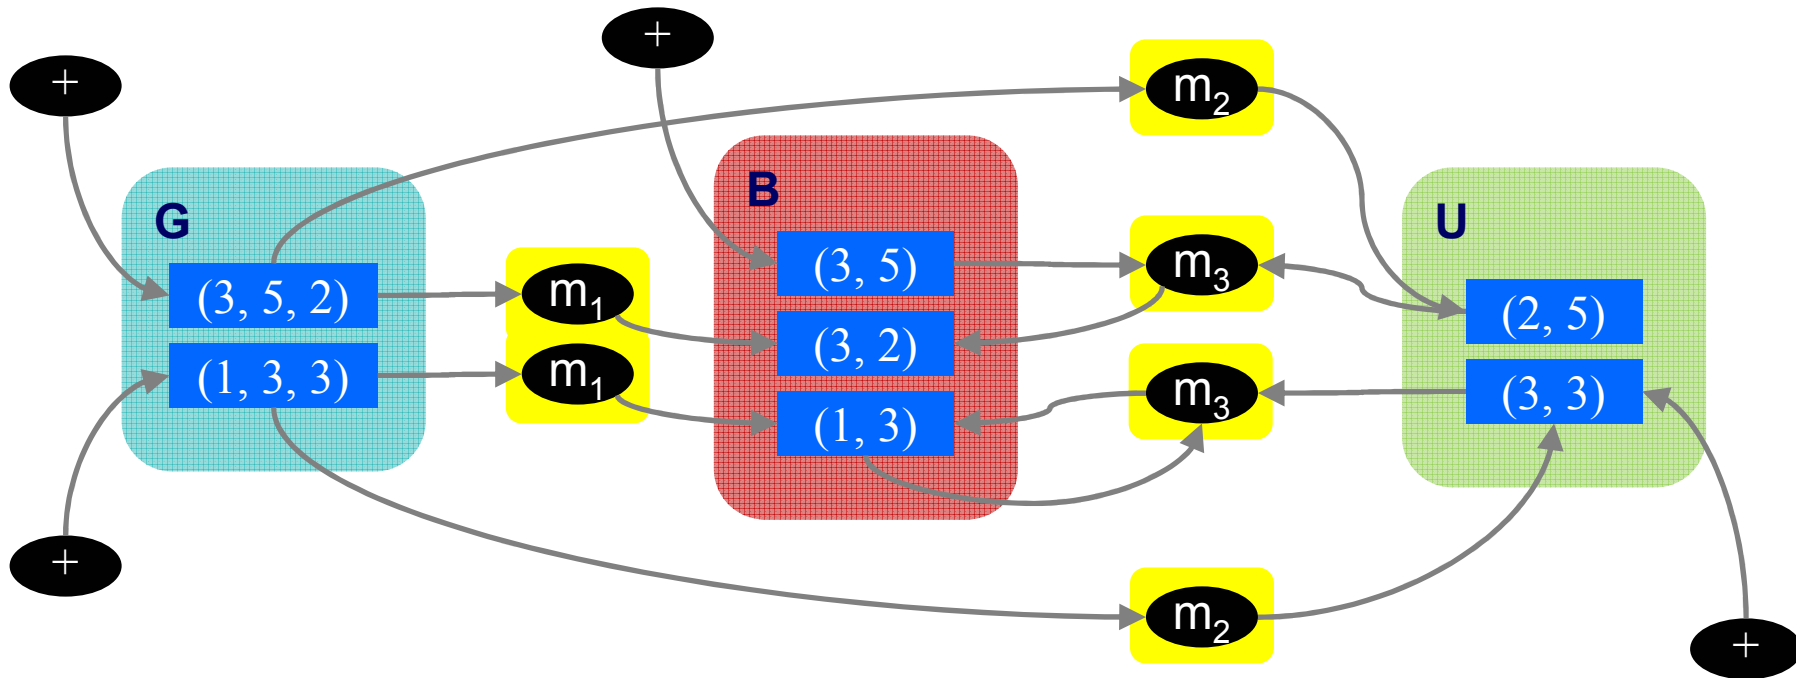 +
+
m₂
B
G
U
(3, 5)
m₃
(3, 5, 2)
m₁
(2, 5)
(3, 2)
(1, 3, 3)
m₁
(3, 3)
m₃
(1, 3)
+
m₂
+